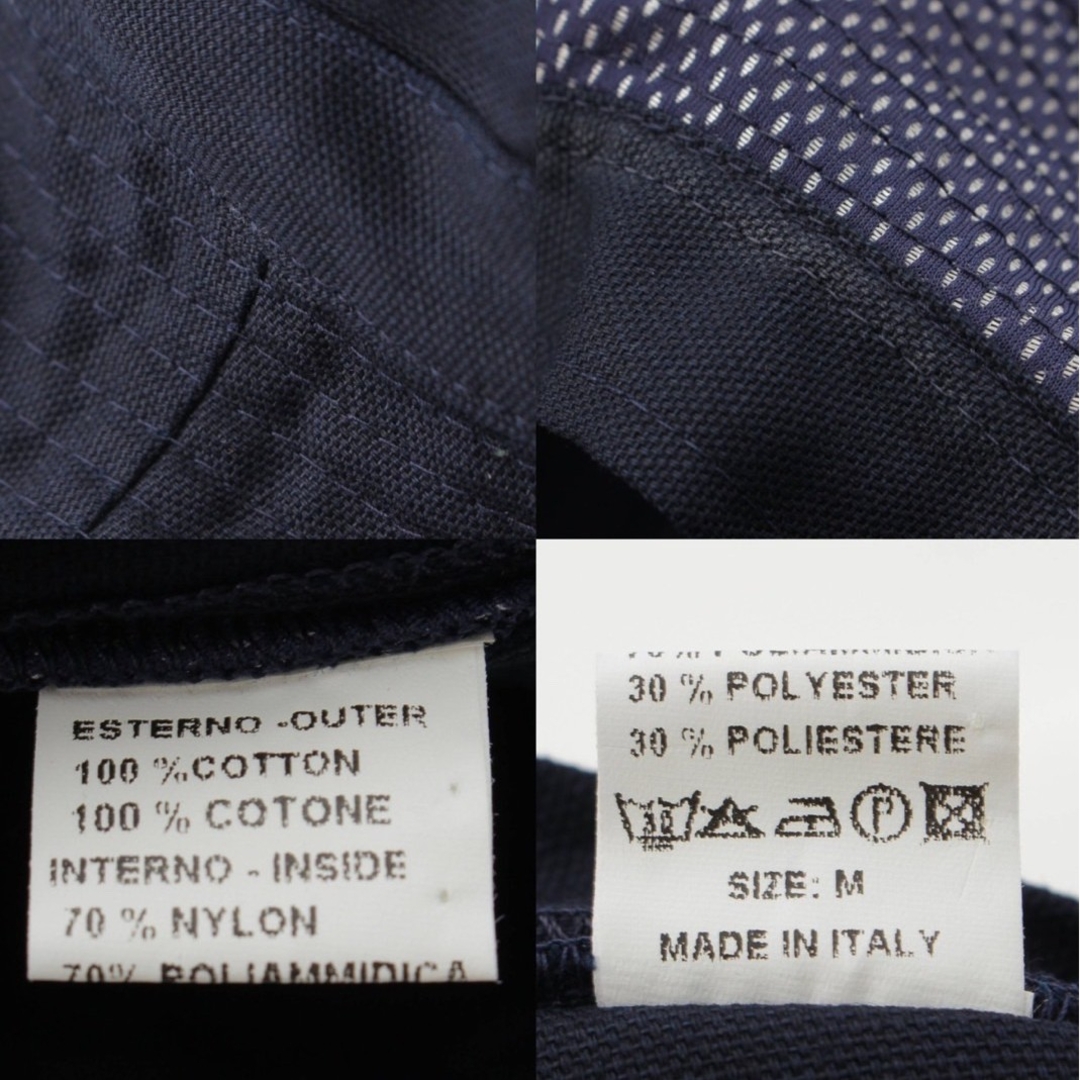 ESTERNO -OUTER
100 %COTTON
100 % COTONE
INTERNO - INSIDE
70 % NYLON
70% POLIAMMIDICA
30 % POLYESTER
30 % POLIESTERE
30 P
SIZE: M
MADE IN ITALY